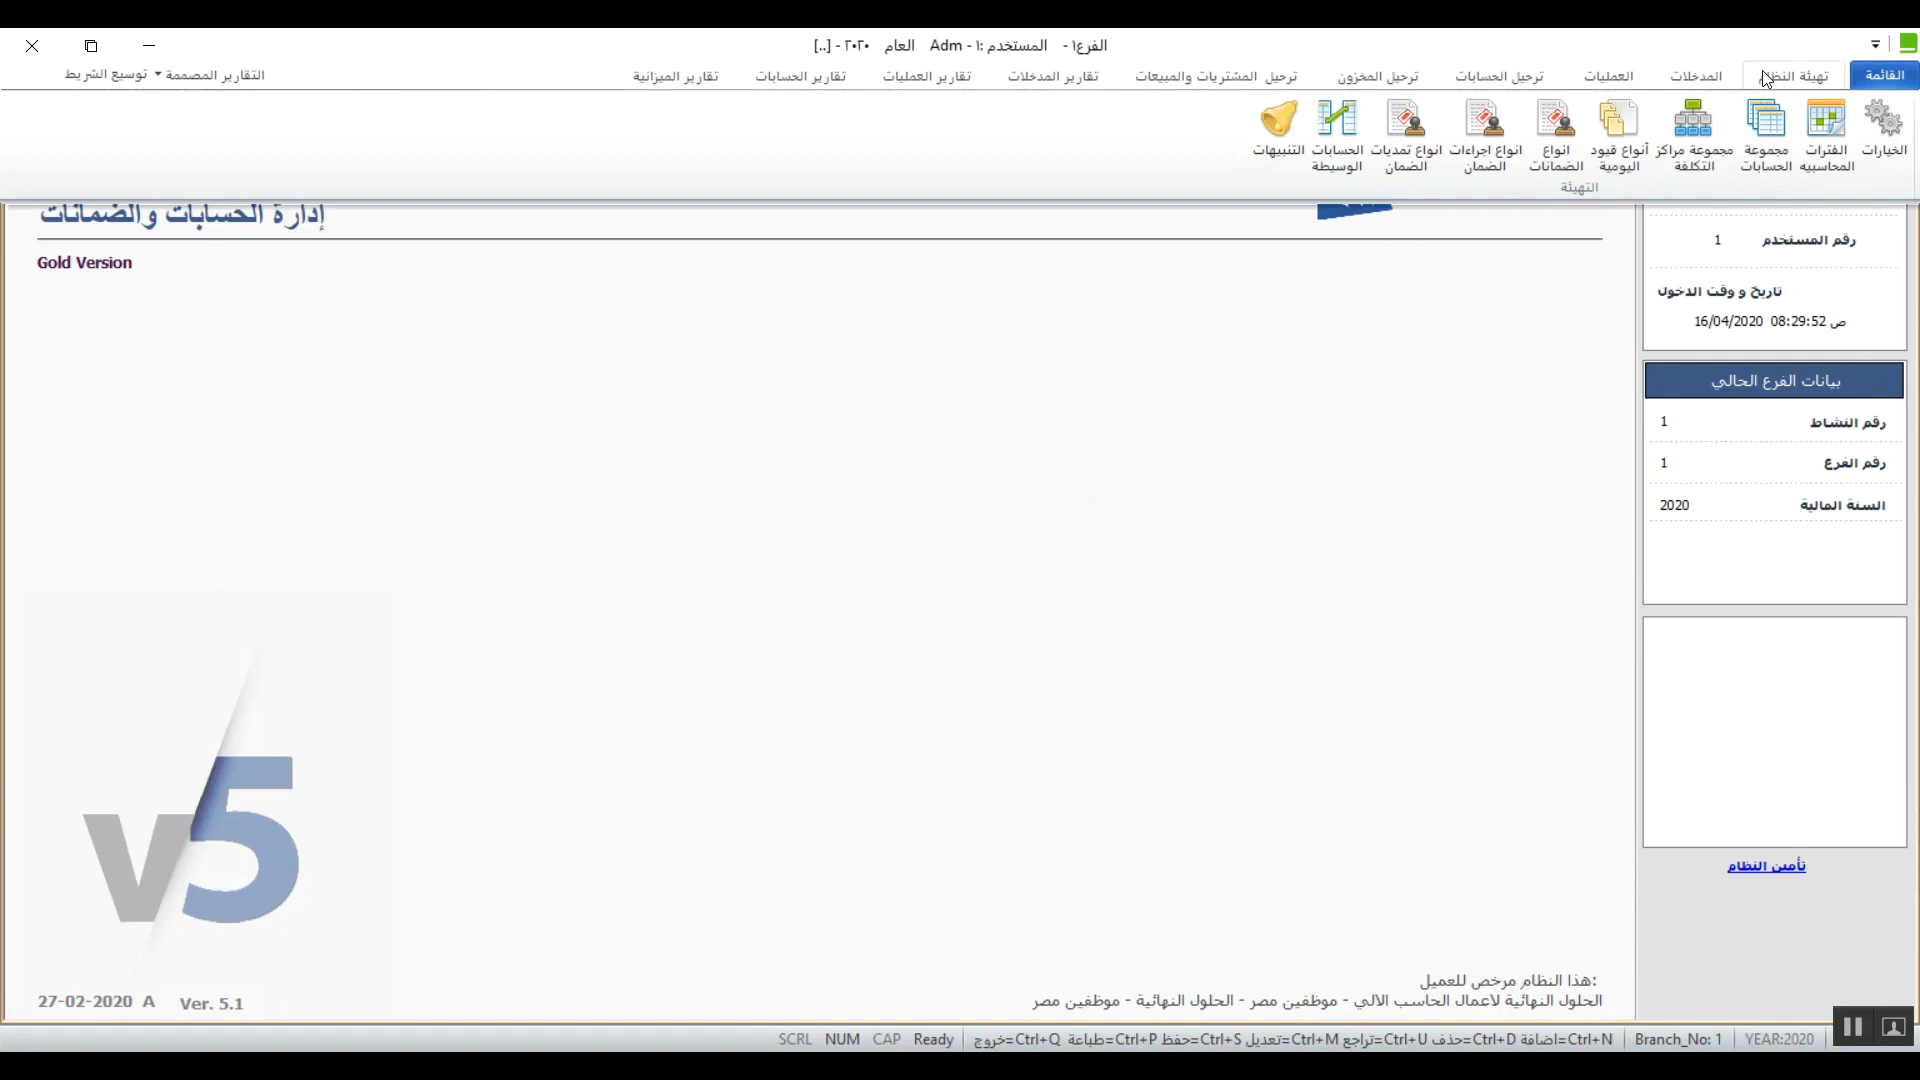 الفرع١ - المستخدم :١ - Adm العام ٢٠٢٠ - [..]
القائمة تهيئة النظام المدخلات العمليات ترحيل الحسابات ترحيل المخزون ترحيل المشتريات والمبيعات تقارير المدخلات تقارير العمليات تقارير الحسابات تقارير الميزانية التقارير المصممة توسيع الشريط
الخيارات
الفترات المحاسبيه
مجموعة الحسابات
مجموعة مراكز التكلفة
أنواع قيود اليومية
انواع الضمانات
انواع اجراءات الضمان
انواع تمديات الضمان
الحسابات الوسيطة
التنبيهات
التهيئة
إدارة الحسابات والضمانات
Gold Version
رقم المستخدم 1
تاريخ و وقت الدخول
16/04/2020 08:29:52 ص
بيانات الفرع الحالي
رقم النشاط 1
رقم الفرع 1
السنة المالية 2020
تأمين النظام
v5
هذا النظام مرخص للعميل:
الحلول النهائية لاعمال الحاسب الالي - موظفين مصر - الحلول النهائية - موظفين مصر
27-02-2020 A Ver. 5.1
SCRL NUM CAP Ready Ctrl+N=اضافة Ctrl+D=حذف Ctrl+U=تراجع Ctrl+M=تعديل Ctrl+S=حفظ Ctrl+P=طباعة Ctrl+Q=خروج Branch_No: 1 YEAR:2020